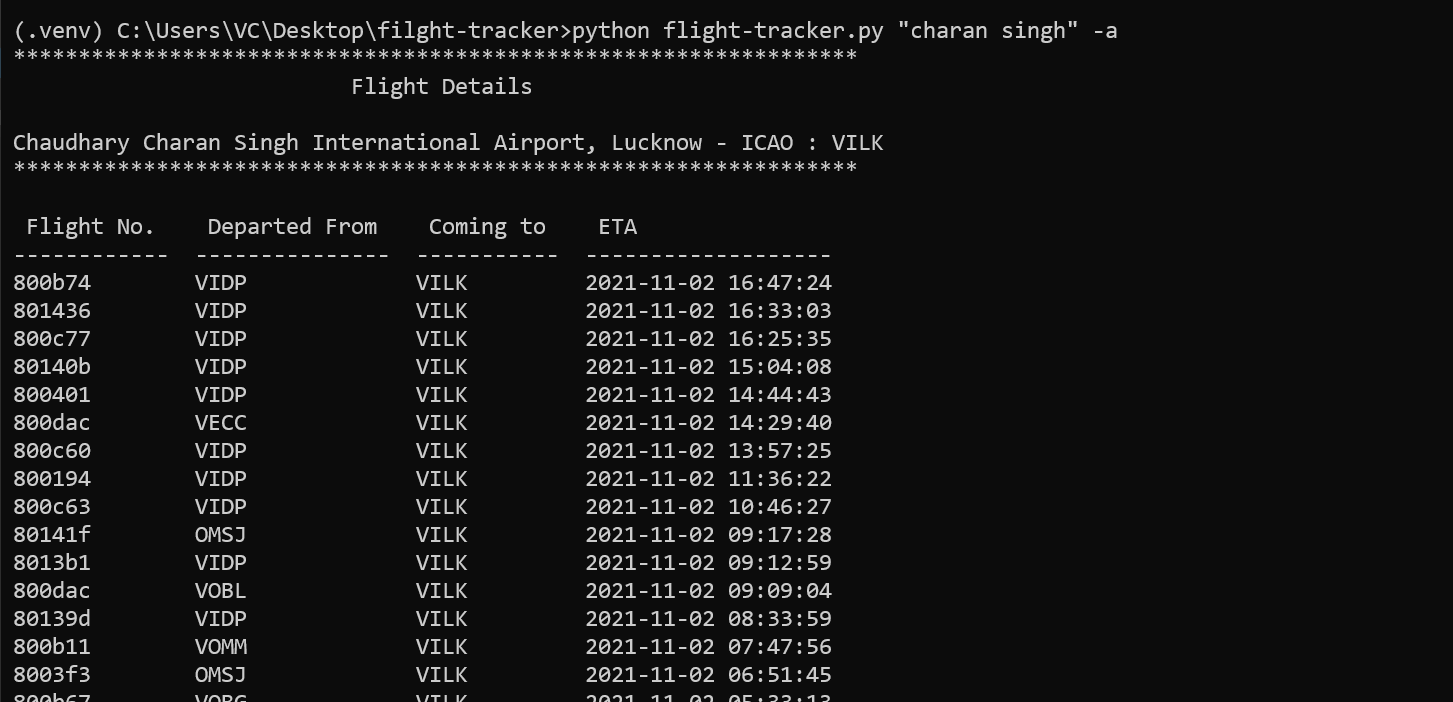 (.venv) C:\Users\VC\Desktop\filght-tracker>python flight-tracker.py "charan singh" -a
*****************************************************************
Flight Details
Chaudhary Charan Singh International Airport, Lucknow - ICAO : VILK
*****************************************************************
Flight No. Departed From Coming to ETA
------------ --------------- ----------- -------------------
800b74 VIDP VILK 2021-11-02 16:47:24
801436 VIDP VILK 2021-11-02 16:33:03
800c77 VIDP VILK 2021-11-02 16:25:35
80140b VIDP VILK 2021-11-02 15:04:08
800401 VIDP VILK 2021-11-02 14:44:43
800dac VECC VILK 2021-11-02 14:29:40
800c60 VIDP VILK 2021-11-02 13:57:25
800194 VIDP VILK 2021-11-02 11:36:22
800c63 VIDP VILK 2021-11-02 10:46:27
80141f OMSJ VILK 2021-11-02 09:17:28
8013b1 VIDP VILK 2021-11-02 09:12:59
800dac VOBL VILK 2021-11-02 09:09:04
80139d VIDP VILK 2021-11-02 08:33:59
800b11 VOMM VILK 2021-11-02 07:47:56
8003f3 OMSJ VILK 2021-11-02 06:51:45
VILK 2021-11-02